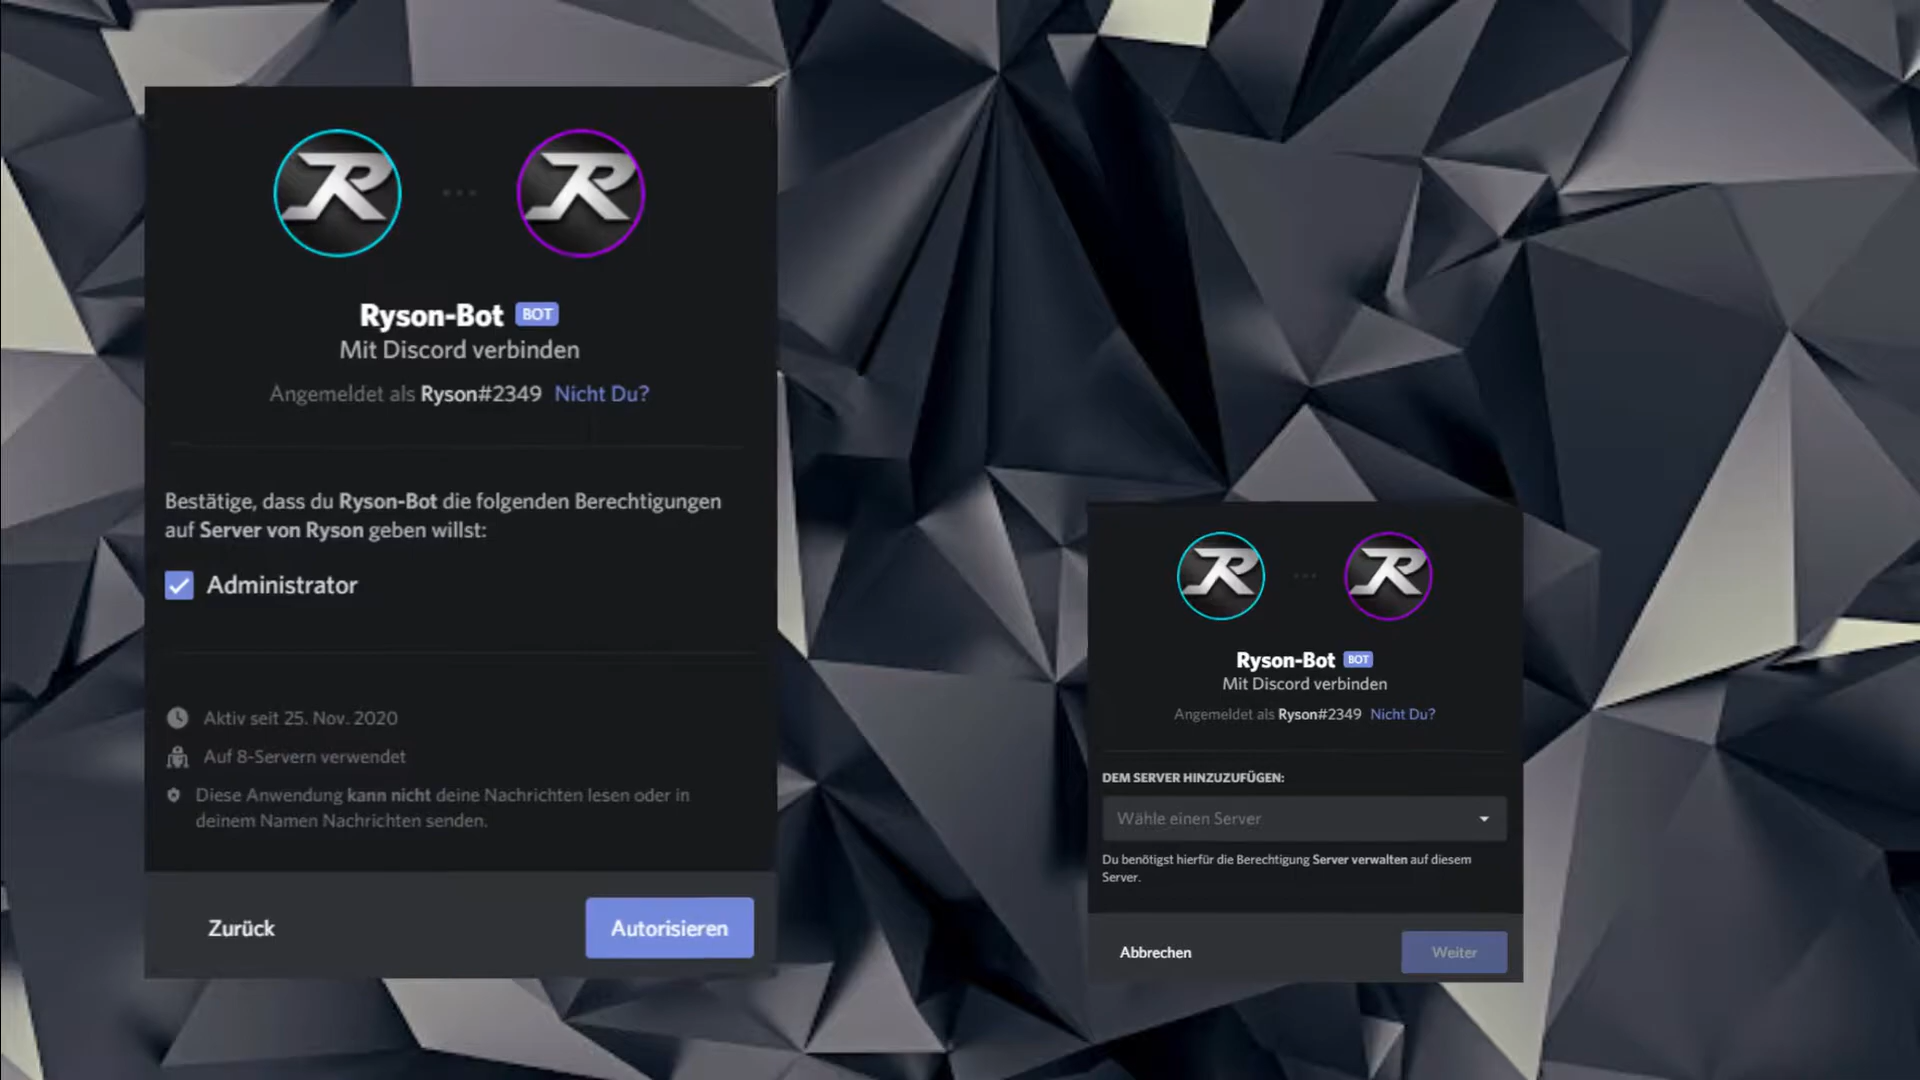 Ryson-Bot BOT
Mit Discord verbinden
Angemeldet als Ryson#2349 Nicht Du?
Bestätige, dass du Ryson-Bot die folgenden Berechtigungen
auf Server von Ryson geben willst:
Administrator
Aktiv seit 25. Nov. 2020
Auf 8-Servern verwendet
Diese Anwendung kann nicht deine Nachrichten lesen oder in
deinem Namen Nachrichten senden.
Zurück
Autorisieren
Ryson-Bot BOT
Mit Discord verbinden
Angemeldet als Ryson#2349 Nicht Du?
DEM SERVER HINZUZUFÜGEN:
Wähle einen Server
Du benötigst hierfür die Berechtigung Server verwalten auf diesem
Server.
Abbrechen
Weiter